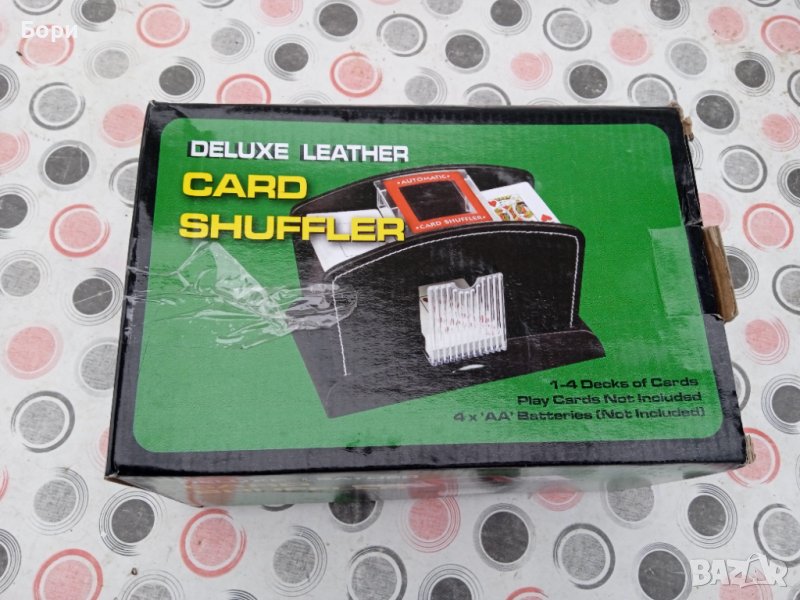 Бори
DELUXE LEATHER
CARD
SHUFFLER
AUTOMATIC
CARD SHUFFLER
1-4 Decks of Cards
Play Cards Not Included
4 x 'AA' Batteries (Not Included)
BAZAR